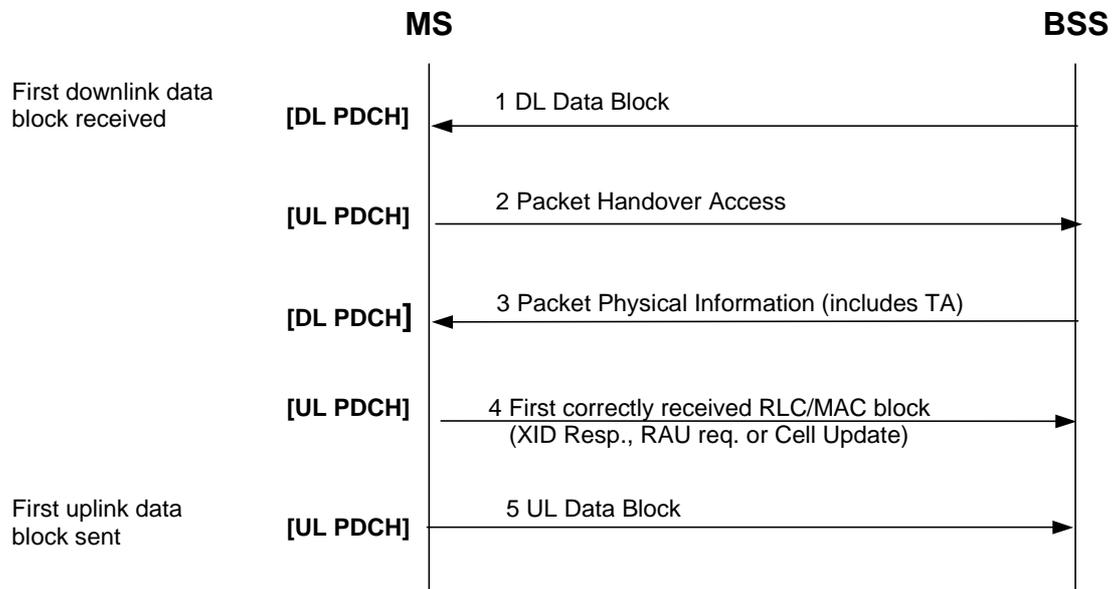 MS
BSS
First downlink data
block received
[DL PDCH]
1 DL Data Block
[UL PDCH]
2 Packet Handover Access
[DL PDCH]
3 Packet Physical Information (includes TA)
[UL PDCH]
4 First correctly received RLC/MAC block
(XID Resp., RAU req. or Cell Update)
First uplink data
block sent
[UL PDCH]
5 UL Data Block